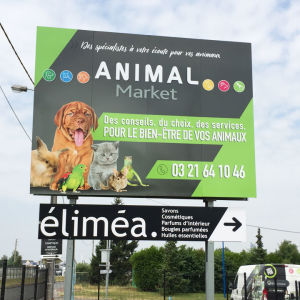 Des spécialistes à votre écoute pour vos animaux
ANIMAL
Market
Des conseils, du choix, des services,
POUR LE BIEN-ÊTRE DE VOS ANIMAUX
03 21 64 10 46
éliméa.
Savons
Cosmétiques
Parfums d'intérieur
Bougies parfumées
Huiles essentielles